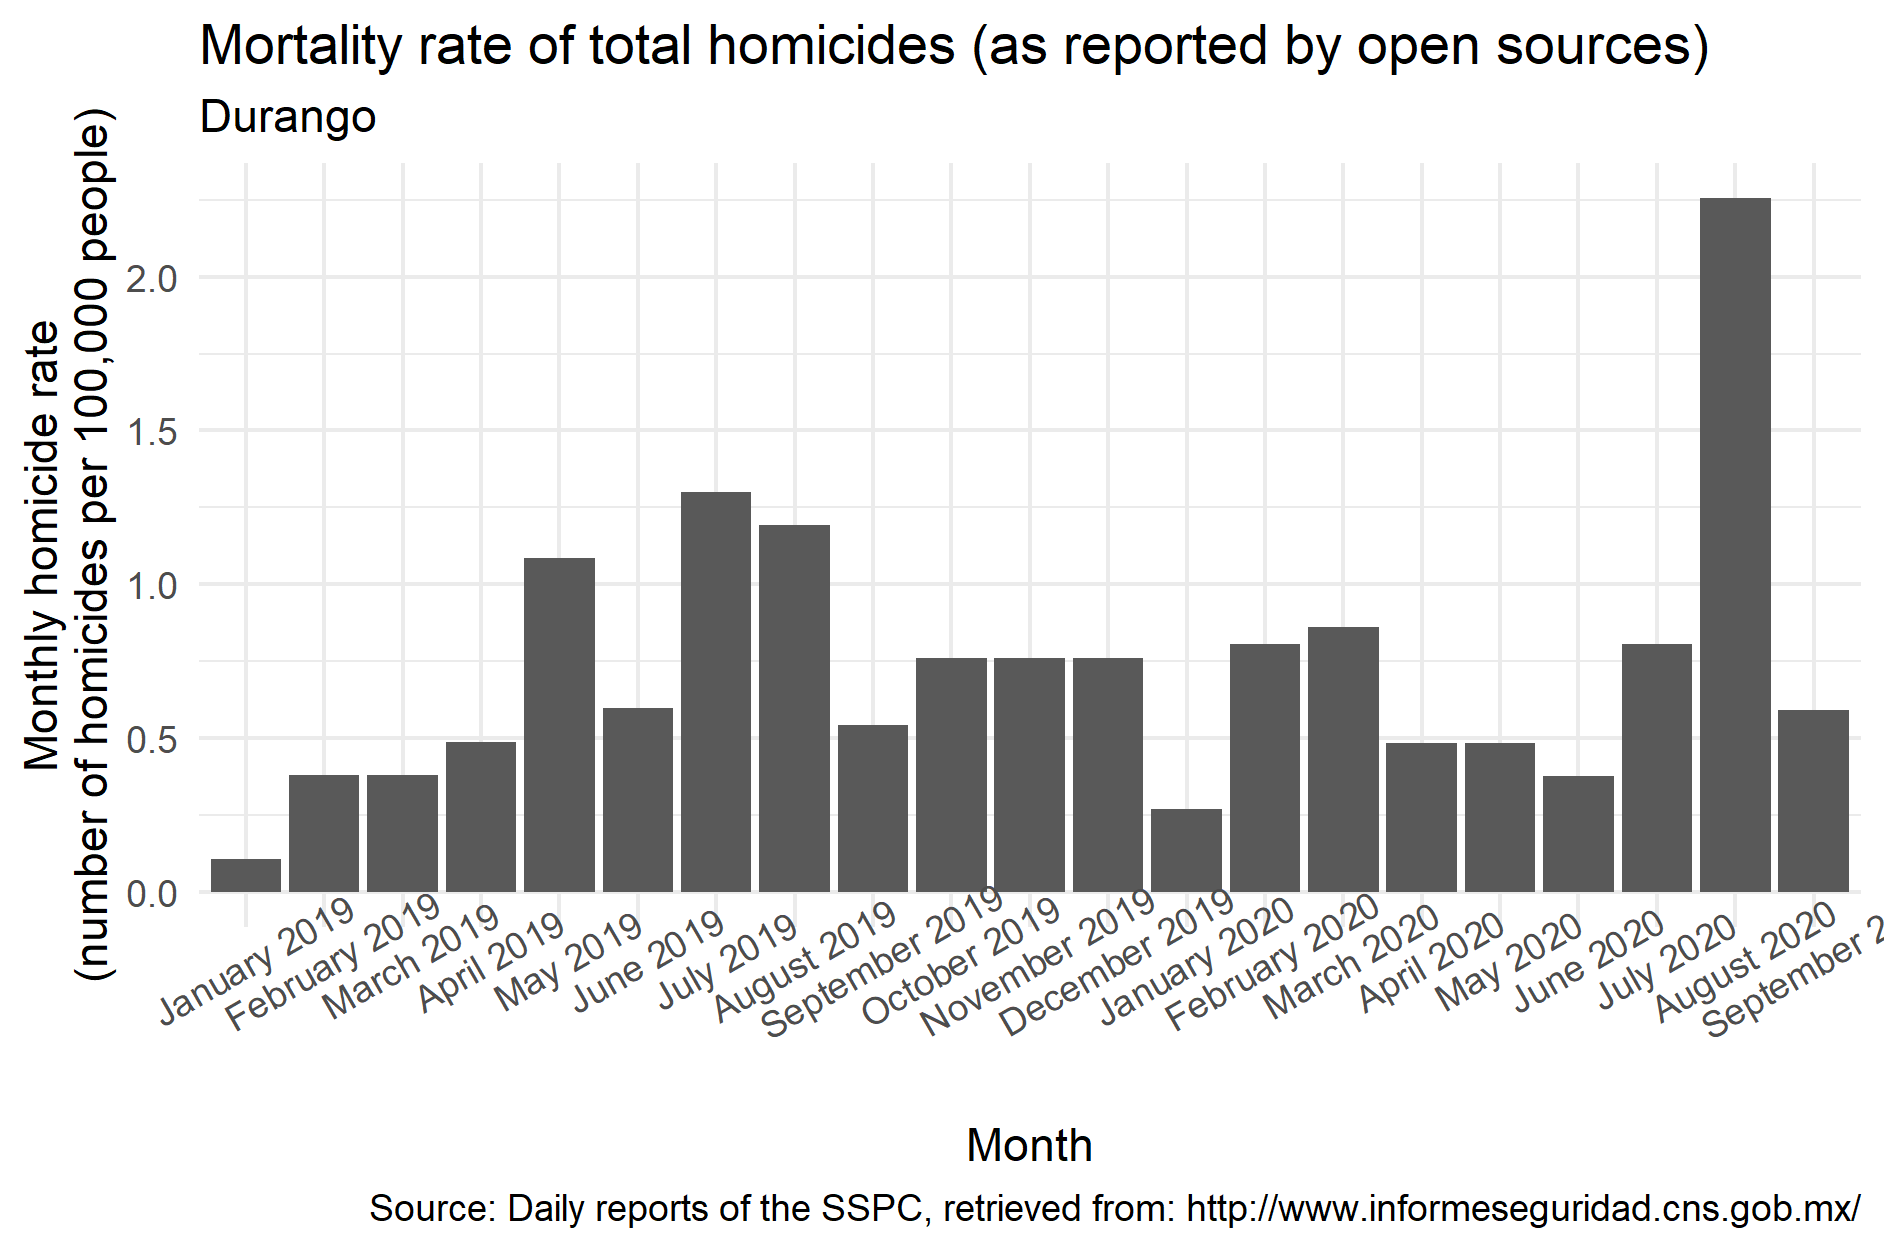 Mortality rate of total homicides (as reported by open sources)
Durango
Monthly homicide rate
(number of homicides per 100,000 people)
2.0
1.5
1.0
0.5
0.0
January 2019
February 2019
March 2019
April 2019
May 2019
June 2019
July 2019
August 2019
September 2019
October 2019
November 2019
December 2019
January 2020
February 2020
March 2020
April 2020
May 2020
June 2020
July 2020
August 2020
September 2
Month
Source: Daily reports of the SSPC, retrieved from: http://www.informeseguridad.cns.gob.mx/